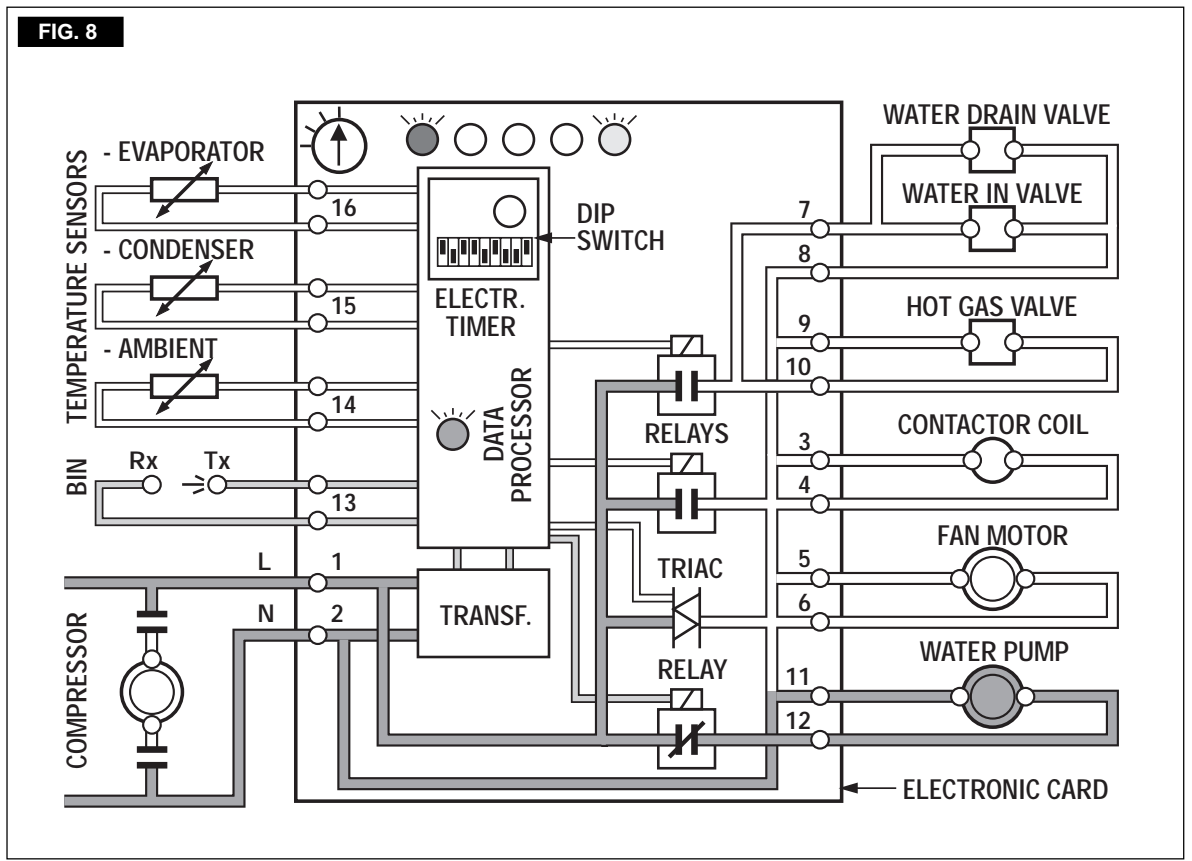 FIG. 8
WATER DRAIN VALVE
- EVAPORATOR
WATER IN VALVE
TEMPERATURE SENSORS
16
DIP
SWITCH
7
- CONDENSER
8
15
ELECTR.
TIMER
HOT GAS VALVE
9
- AMBIENT
10
14
DATA
PROCESSOR
RELAYS
CONTACTOR COIL
BIN
Rx
Tx
3
4
13
FAN MOTOR
L
1
TRIAC
5
N
2
TRANSF.
6
COMPRESSOR
RELAY
WATER PUMP
11
12
ELECTRONIC CARD